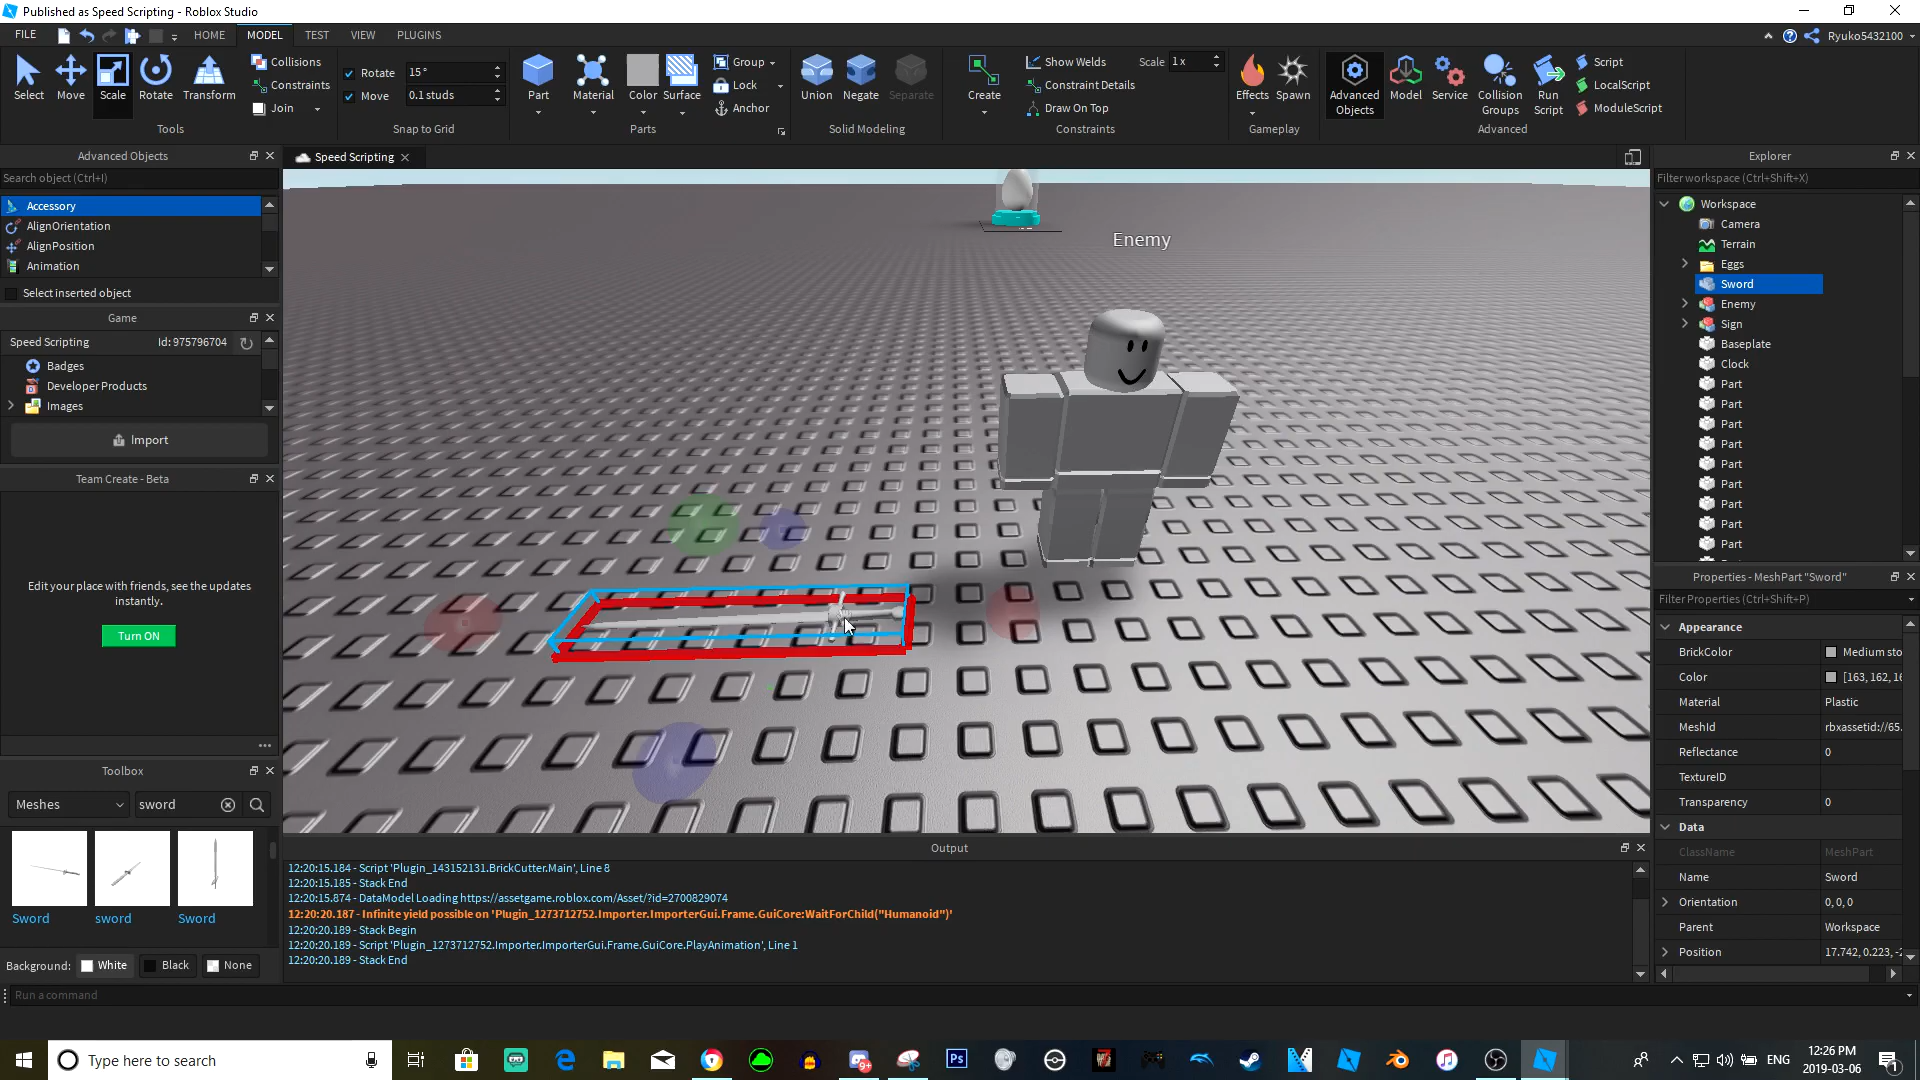 Published as Speed Scripting - Roblox Studio
FILE
HOME
MODEL
TEST
VIEW
PLUGINS
Ryuko5432100
Select
Move
Scale
Rotate
Transform
Collisions
Constraints
Join
Tools
Rotate
15 °
Move
0.1 studs
Snap to Grid
Part
Material
Color
Surface
Group
Lock
Anchor
Parts
Union
Negate
Separate
Solid Modeling
Create
Show Welds
Scale
1 x
Constraint Details
Draw On Top
Constraints
Effects
Spawn
Gameplay
Advanced
Objects
Model
Service
Collision
Groups
Run
Script
Script
LocalScript
ModuleScript
Advanced
Advanced Objects
Search object (Ctrl+I)
Accessory
AlignOrientation
AlignPosition
Animation
Select inserted object
Game
Speed Scripting
Id: 975796704
Badges
Developer Products
Images
Import
Team Create - Beta
Edit your place with friends, see the updates
instantly.
Turn ON
Toolbox
Meshes
sword
Sword
sword
Sword
Background:
White
Black
None
Run a command
Speed Scripting
Enemy
Output
12:20:15.184 - Script 'Plugin_143152131.BrickCutter.Main', Line 8
12:20:15.185 - Stack End
12:20:15.874 - DataModel Loading https://assetgame.roblox.com/Asset/?id=2700829074
12:20:20.187 - Infinite yield possible on 'Plugin_1273712752.Importer.ImporterGui.Frame.GuiCore:WaitForChild("Humanoid")'
12:20:20.189 - Stack Begin
12:20:20.189 - Script 'Plugin_1273712752.Importer.ImporterGui.Frame.GuiCore.PlayAnimation', Line 1
12:20:20.189 - Stack End
Explorer
Filter workspace (Ctrl+Shift+X)
Workspace
Camera
Terrain
Eggs
Sword
Enemy
Sign
Baseplate
Clock
Part
Part
Part
Part
Part
Part
Part
Part
Part
Properties - MeshPart "Sword"
Filter Properties (Ctrl+Shift+P)
Appearance
BrickColor
Medium sto
Color
[163, 162, 16
Material
Plastic
MeshId
rbxassetid://65.
Reflectance
0
TextureID
Transparency
0
Data
ClassName
MeshPart
Name
Sword
Orientation
0, 0, 0
Parent
Workspace
Position
17.742, 0.223, -2
Type here to search
Ps
9+
ENG
12:26 PM
2019-03-06
1